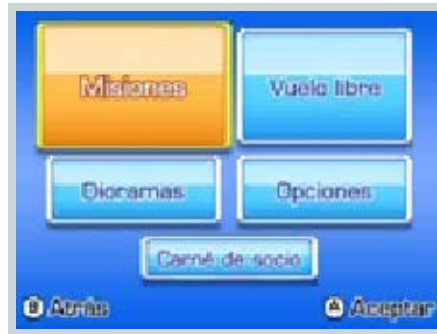 Misiones
Vuelo libre
Dioramas
Opciones
Carné de socio
B Atrás
A Aceptar